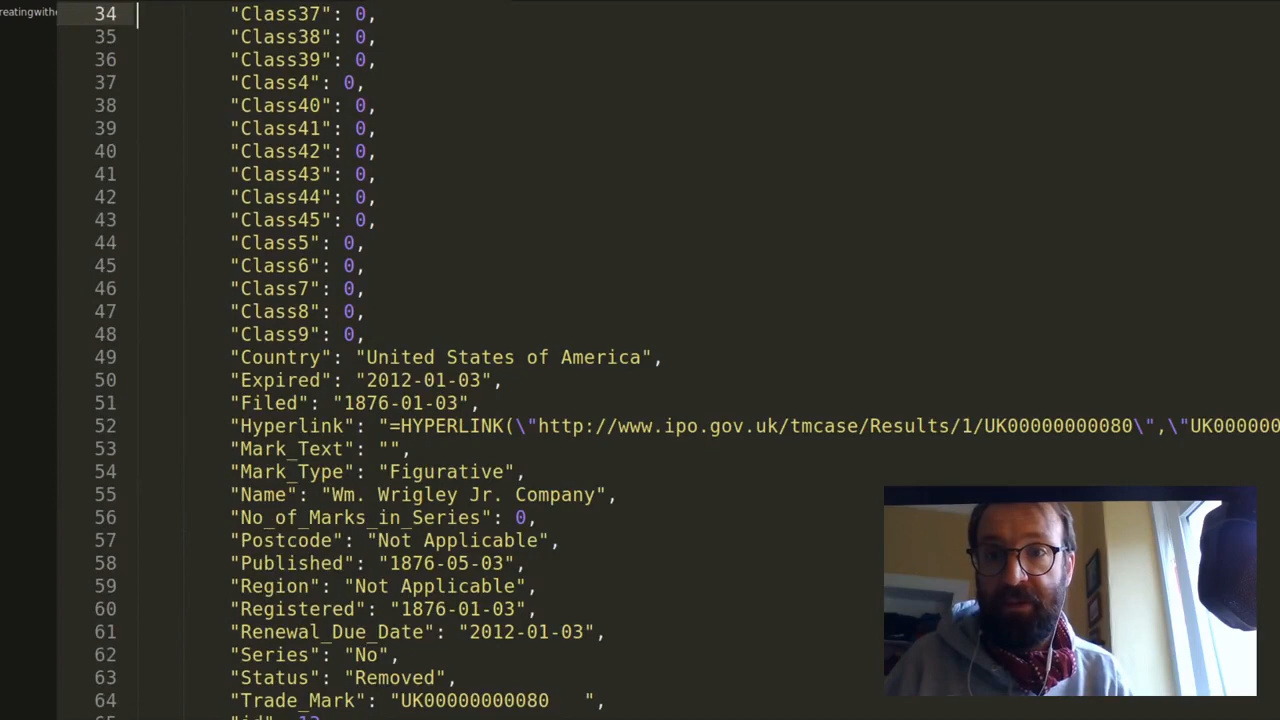 reatingwith
34 "Class37": 0,
35 "Class38": 0,
36 "Class39": 0,
37 "Class4": 0,
38 "Class40": 0,
39 "Class41": 0,
40 "Class42": 0,
41 "Class43": 0,
42 "Class44": 0,
43 "Class45": 0,
44 "Class5": 0,
45 "Class6": 0,
46 "Class7": 0,
47 "Class8": 0,
48 "Class9": 0,
49 "Country": "United States of America",
50 "Expired": "2012-01-03",
51 "Filed": "1876-01-03",
52 "Hyperlink": "=HYPERLINK(\"http://www.ipo.gov.uk/tmcase/Results/1/UK00000000080\",\"UK000000
53 "Mark_Text": "",
54 "Mark_Type": "Figurative",
55 "Name": "Wm. Wrigley Jr. Company",
56 "No_of_Marks_in_Series": 0,
57 "Postcode": "Not Applicable",
58 "Published": "1876-05-03",
59 "Region": "Not Applicable",
60 "Registered": "1876-01-03",
61 "Renewal_Due_Date": "2012-01-03",
62 "Series": "No",
63 "Status": "Removed",
64 "Trade_Mark": "UK00000000080   ",
65 "id": 12